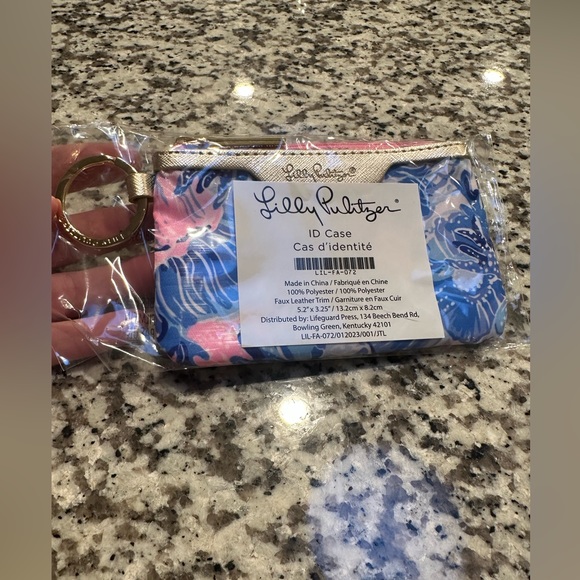 Lilly Pulitzer®
Lilly Pulitzer®
ID Case
Cas d'identité
LIL-FA-072
Made in China / Fabriqué en Chine
100% Polyester / 100% Polyester
Faux Leather Trim / Garniture en Faux Cuir
5.2" x 3.25" / 13.2cm x 8.2cm
Distributed by: Lifeguard Press, 134 Beech Bend Rd,
Bowling Green, Kentucky 42101
LIL-FA-072/012023/001/JTL